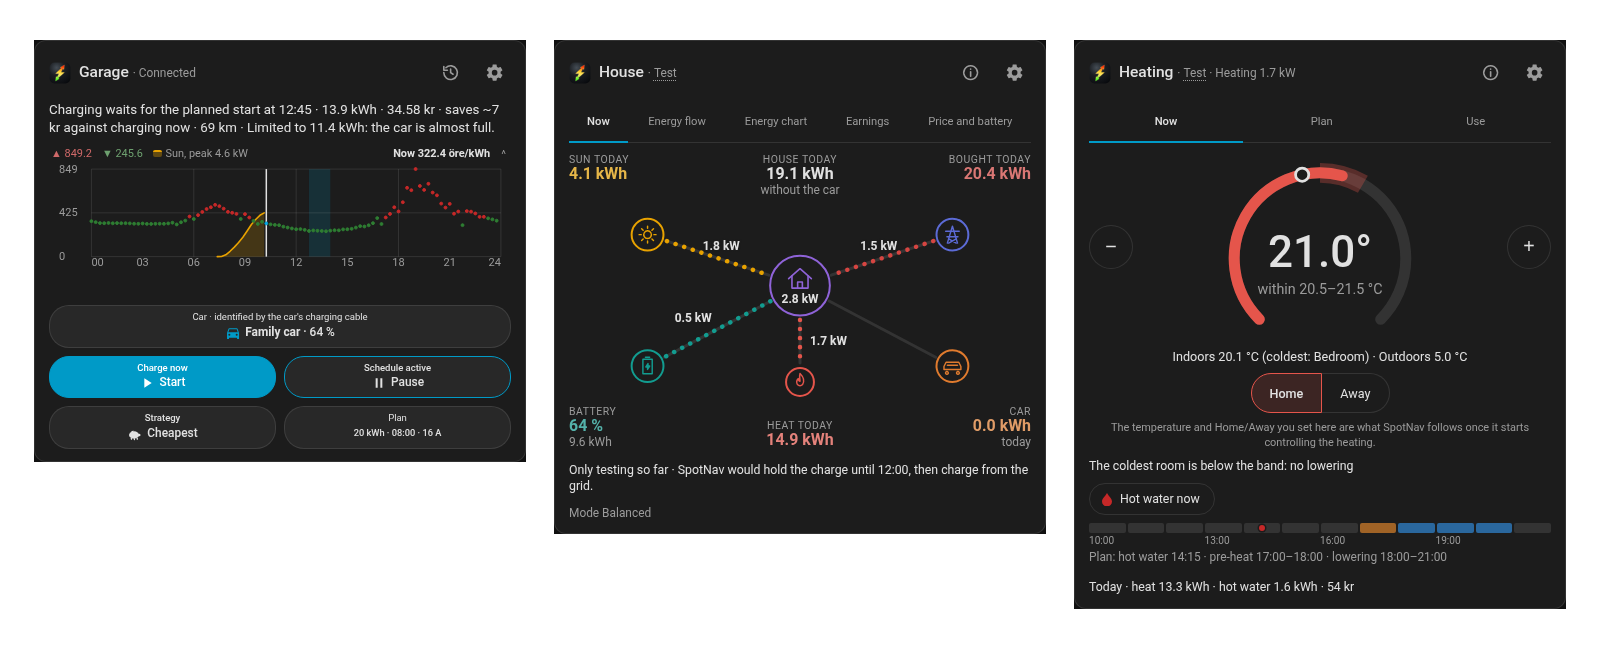 Garage · Connected
Charging waits for the planned start at 12:45 · 13.9 kWh · 34.58 kr · saves ~7
kr against charging now · 69 km · Limited to 11.4 kWh: the car is almost full.
▲ 849.2 ▼ 245.6 Sun, peak 4.6 kW Now 322.4 öre/kWh ^
849
425
0
00 03 06 09 12 15 18 21 24
Car · identified by the car's charging cable
Family car · 64 %
Charge now
Start
Schedule active
Pause
Strategy
Cheapest
Plan
20 kWh · 08:00 · 16 A
House · Test
Now Energy flow Energy chart Earnings Price and battery
SUN TODAY
4.1 kWh
HOUSE TODAY
19.1 kWh
without the car
BOUGHT TODAY
20.4 kWh
1.8 kW
1.5 kW
2.8 kW
0.5 kW
1.7 kW
BATTERY
64 %
9.6 kWh
HEAT TODAY
14.9 kWh
CAR
0.0 kWh
today
Only testing so far · SpotNav would hold the charge until 12:00, then charge from the
grid.
Mode Balanced
Heating · Test · Heating 1.7 kW
Now Plan Use
−
21.0°
within 20.5–21.5 °C
+
Indoors 20.1 °C (coldest: Bedroom) · Outdoors 5.0 °C
Home Away
The temperature and Home/Away you set here are what SpotNav follows once it starts
controlling the heating.
The coldest room is below the band: no lowering
Hot water now
10:00 13:00 16:00 19:00
Plan: hot water 14:15 · pre-heat 17:00–18:00 · lowering 18:00–21:00
Today · heat 13.3 kWh · hot water 1.6 kWh · 54 kr